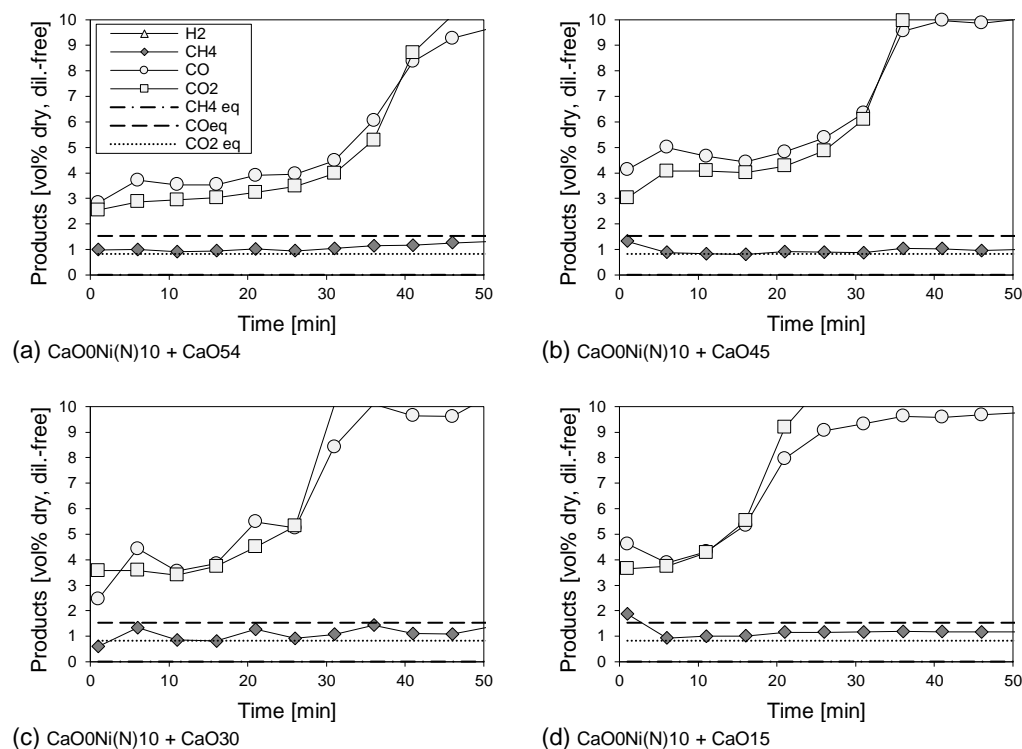 10
9
8
7
6
5
4
3
2
1
0
Products [vol% dry, dil.-free]
H2
CH4
CO
CO2
CH4 eq
COeq
CO2 eq
0 10 20 30 40 50
Time [min]
(a) CaO0Ni(N)10 + CaO54
10
9
8
7
6
5
4
3
2
1
0
Products [vol% dry, dil.-free]
0 10 20 30 40 50
Time [min]
(b) CaO0Ni(N)10 + CaO45
10
9
8
7
6
5
4
3
2
1
0
Products [vol% dry, dil.-free]
0 10 20 30 40 50
Time [min]
(c) CaO0Ni(N)10 + CaO30
10
9
8
7
6
5
4
3
2
1
0
Products [vol% dry, dil.-free]
0 10 20 30 40 50
Time [min]
(d) CaO0Ni(N)10 + CaO15